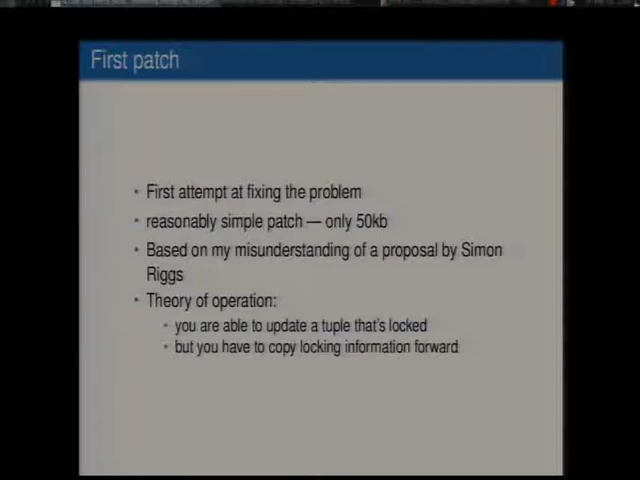 First patch
• First attempt at fixing the problem
• reasonably simple patch — only 50kb
• Based on my misunderstanding of a proposal by Simon
Riggs
• Theory of operation:
• you are able to update a tuple that's locked
• but you have to copy locking information forward